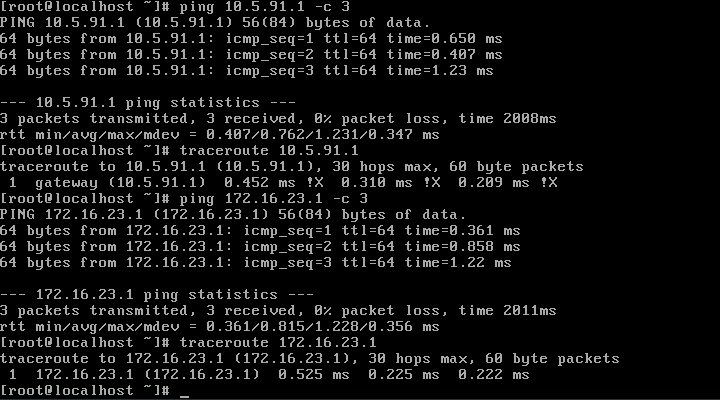 [root@localhost ~]# ping 10.5.91.1 -c 3
PING 10.5.91.1 (10.5.91.1) 56(84) bytes of data.
64 bytes from 10.5.91.1: icmp_seq=1 ttl=64 time=0.650 ms
64 bytes from 10.5.91.1: icmp_seq=2 ttl=64 time=0.407 ms
64 bytes from 10.5.91.1: icmp_seq=3 ttl=64 time=1.23 ms

--- 10.5.91.1 ping statistics ---
3 packets transmitted, 3 received, 0% packet loss, time 2008ms
rtt min/avg/max/mdev = 0.407/0.762/1.231/0.347 ms
[root@localhost ~]# traceroute 10.5.91.1
traceroute to 10.5.91.1 (10.5.91.1), 30 hops max, 60 byte packets
 1  gateway (10.5.91.1)  0.452 ms !X  0.310 ms !X  0.209 ms !X
[root@localhost ~]# ping 172.16.23.1 -c 3
PING 172.16.23.1 (172.16.23.1) 56(84) bytes of data.
64 bytes from 172.16.23.1: icmp_seq=1 ttl=64 time=0.361 ms
64 bytes from 172.16.23.1: icmp_seq=2 ttl=64 time=0.858 ms
64 bytes from 172.16.23.1: icmp_seq=3 ttl=64 time=1.22 ms

--- 172.16.23.1 ping statistics ---
3 packets transmitted, 3 received, 0% packet loss, time 2011ms
rtt min/avg/max/mdev = 0.361/0.815/1.228/0.356 ms
[root@localhost ~]# traceroute 172.16.23.1
traceroute to 172.16.23.1 (172.16.23.1), 30 hops max, 60 byte packets
 1  172.16.23.1 (172.16.23.1)  0.525 ms  0.225 ms  0.222 ms
[root@localhost ~]# _